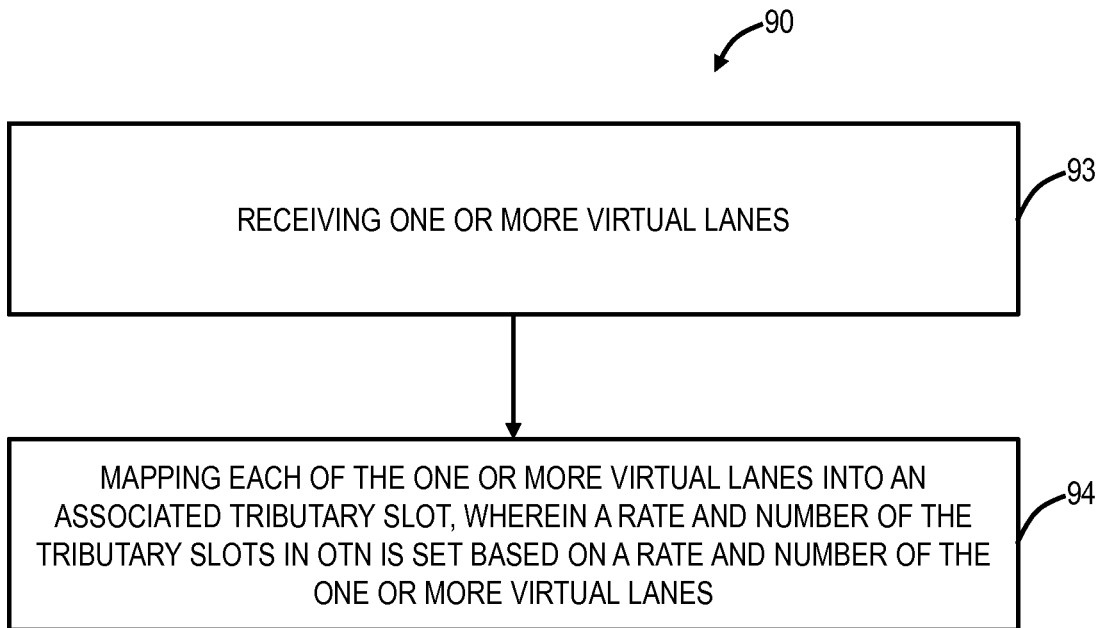 90
RECEIVING ONE OR MORE VIRTUAL LANES
93
MAPPING EACH OF THE ONE OR MORE VIRTUAL LANES INTO AN
ASSOCIATED TRIBUTARY SLOT, WHEREIN A RATE AND NUMBER OF THE
TRIBUTARY SLOTS IN OTN IS SET BASED ON A RATE AND NUMBER OF THE
ONE OR MORE VIRTUAL LANES
94